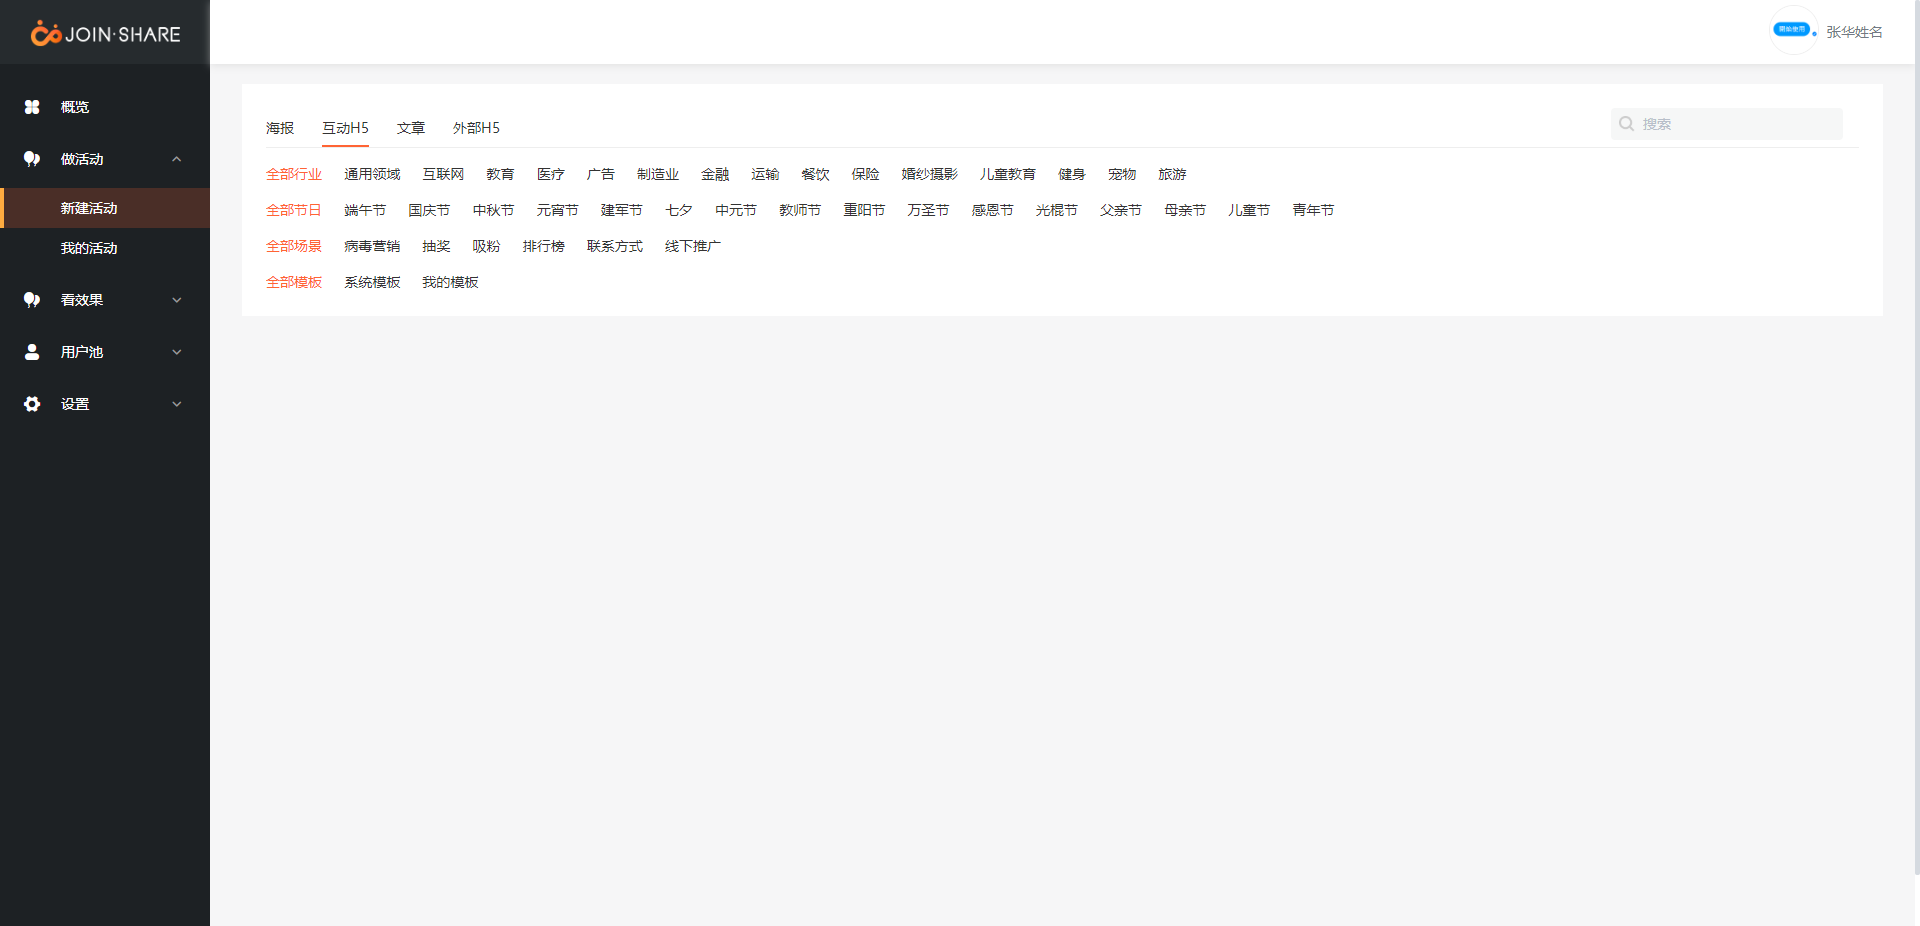 JOIN·SHARE
开始使用
张华姓名
概览
做活动
新建活动
我的活动
看效果
用户池
设置
海报 互动H5 文章 外部H5
搜索
全部行业 通用领域 互联网 教育 医疗 广告 制造业 金融 运输 餐饮 保险 婚纱摄影 儿童教育 健身 宠物 旅游
全部节日 端午节 国庆节 中秋节 元宵节 建军节 七夕 中元节 教师节 重阳节 万圣节 感恩节 光棍节 父亲节 母亲节 儿童节 青年节
全部场景 病毒营销 抽奖 吸粉 排行榜 联系方式 线下推广
全部模板 系统模板 我的模板